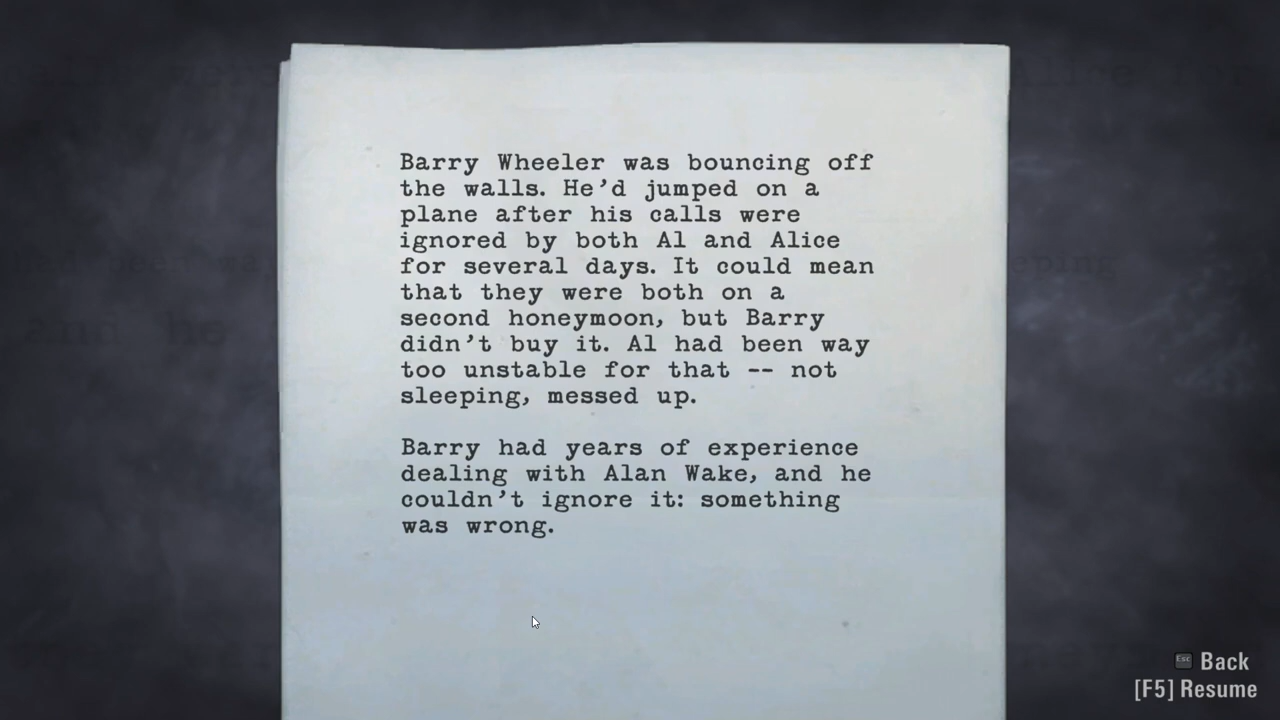 Barry Wheeler was bouncing off
the walls. He’d jumped on a
plane after his calls were
ignored by both Al and Alice
for several days. It could mean
that they were both on a
second honeymoon, but Barry
didn’t buy it. Al had been way
too unstable for that -- not
sleeping, messed up.
Barry had years of experience
dealing with Alan Wake, and he
couldn’t ignore it: something
was wrong.
Esc Back
[F5] Resume